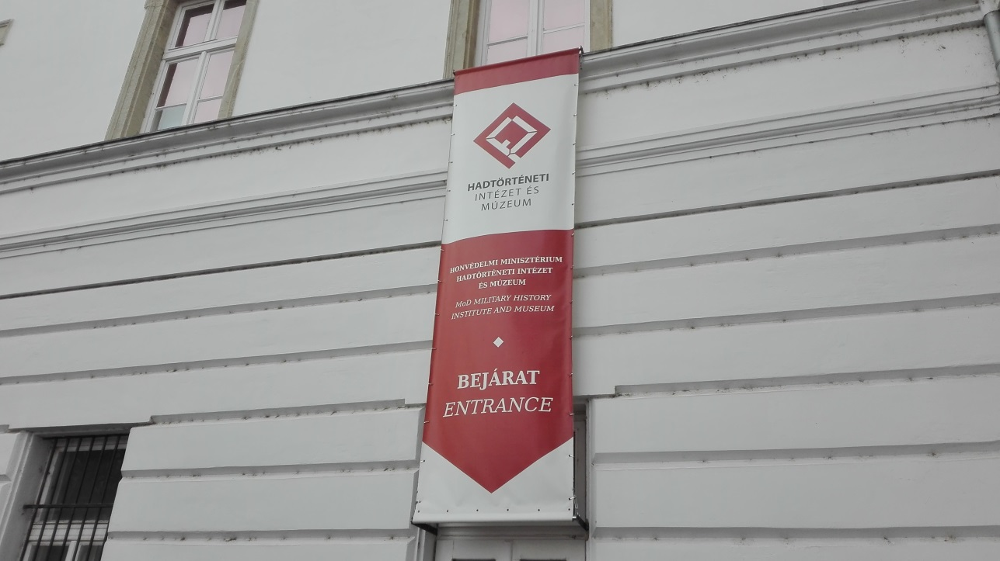 HADTÖRTÉNETI
INTÉZET ÉS
MÚZEUM
HONVÉDELMI MINISZTÉRIUM
HADTÖRTÉNETI INTÉZET
ÉS MÚZEUM
MoD MILITARY HISTORY
INSTITUTE AND MUSEUM
BEJÁRAT
ENTRANCE